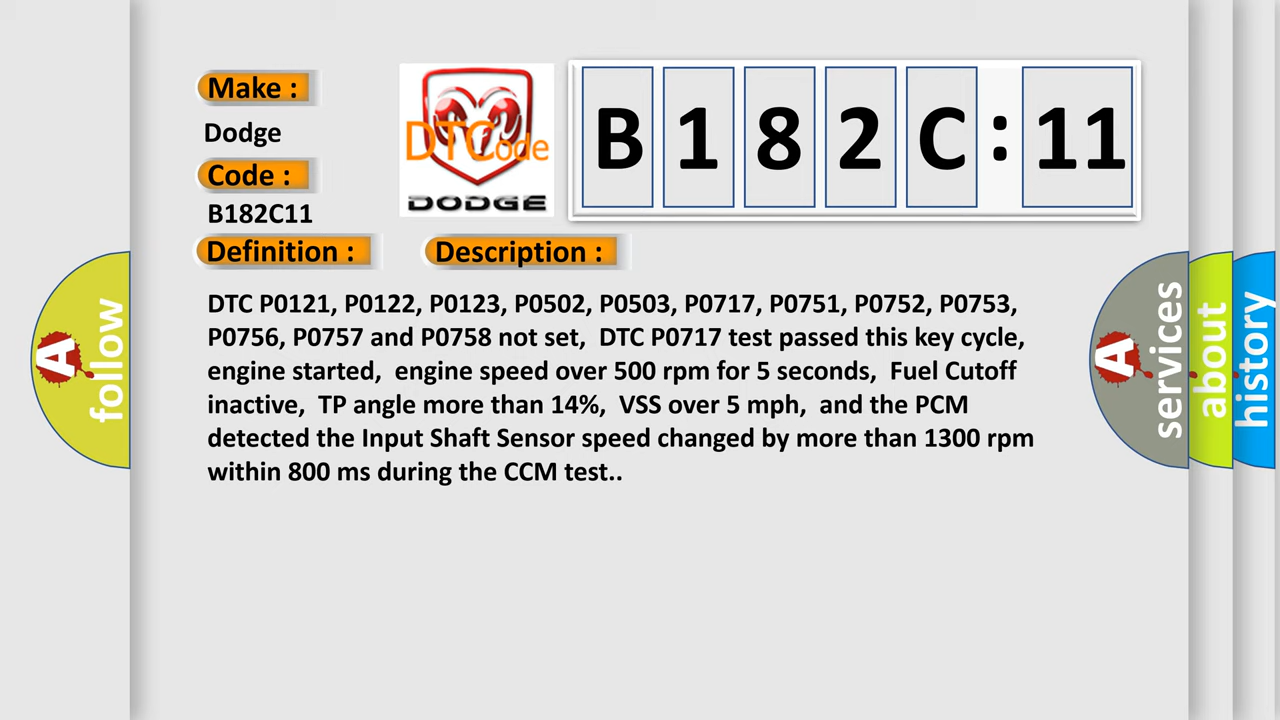 Make :
Dodge
Code :
B182C11
Definition :
Description :
DTC P0121, P0122, P0123, P0502, P0503, P0717, P0751, P0752, P0753,
P0756, P0757 and P0758 not set,  DTC P0717 test passed this key cycle,
engine started,  engine speed over 500 rpm for 5 seconds,  Fuel Cutoff
inactive,  TP angle more than 14%,  VSS over 5 mph,  and the PCM
detected the Input Shaft Sensor speed changed by more than 1300 rpm
within 800 ms during the CCM test..
DTC ode
DODGE
B182C:11
A follow
A services
about
history